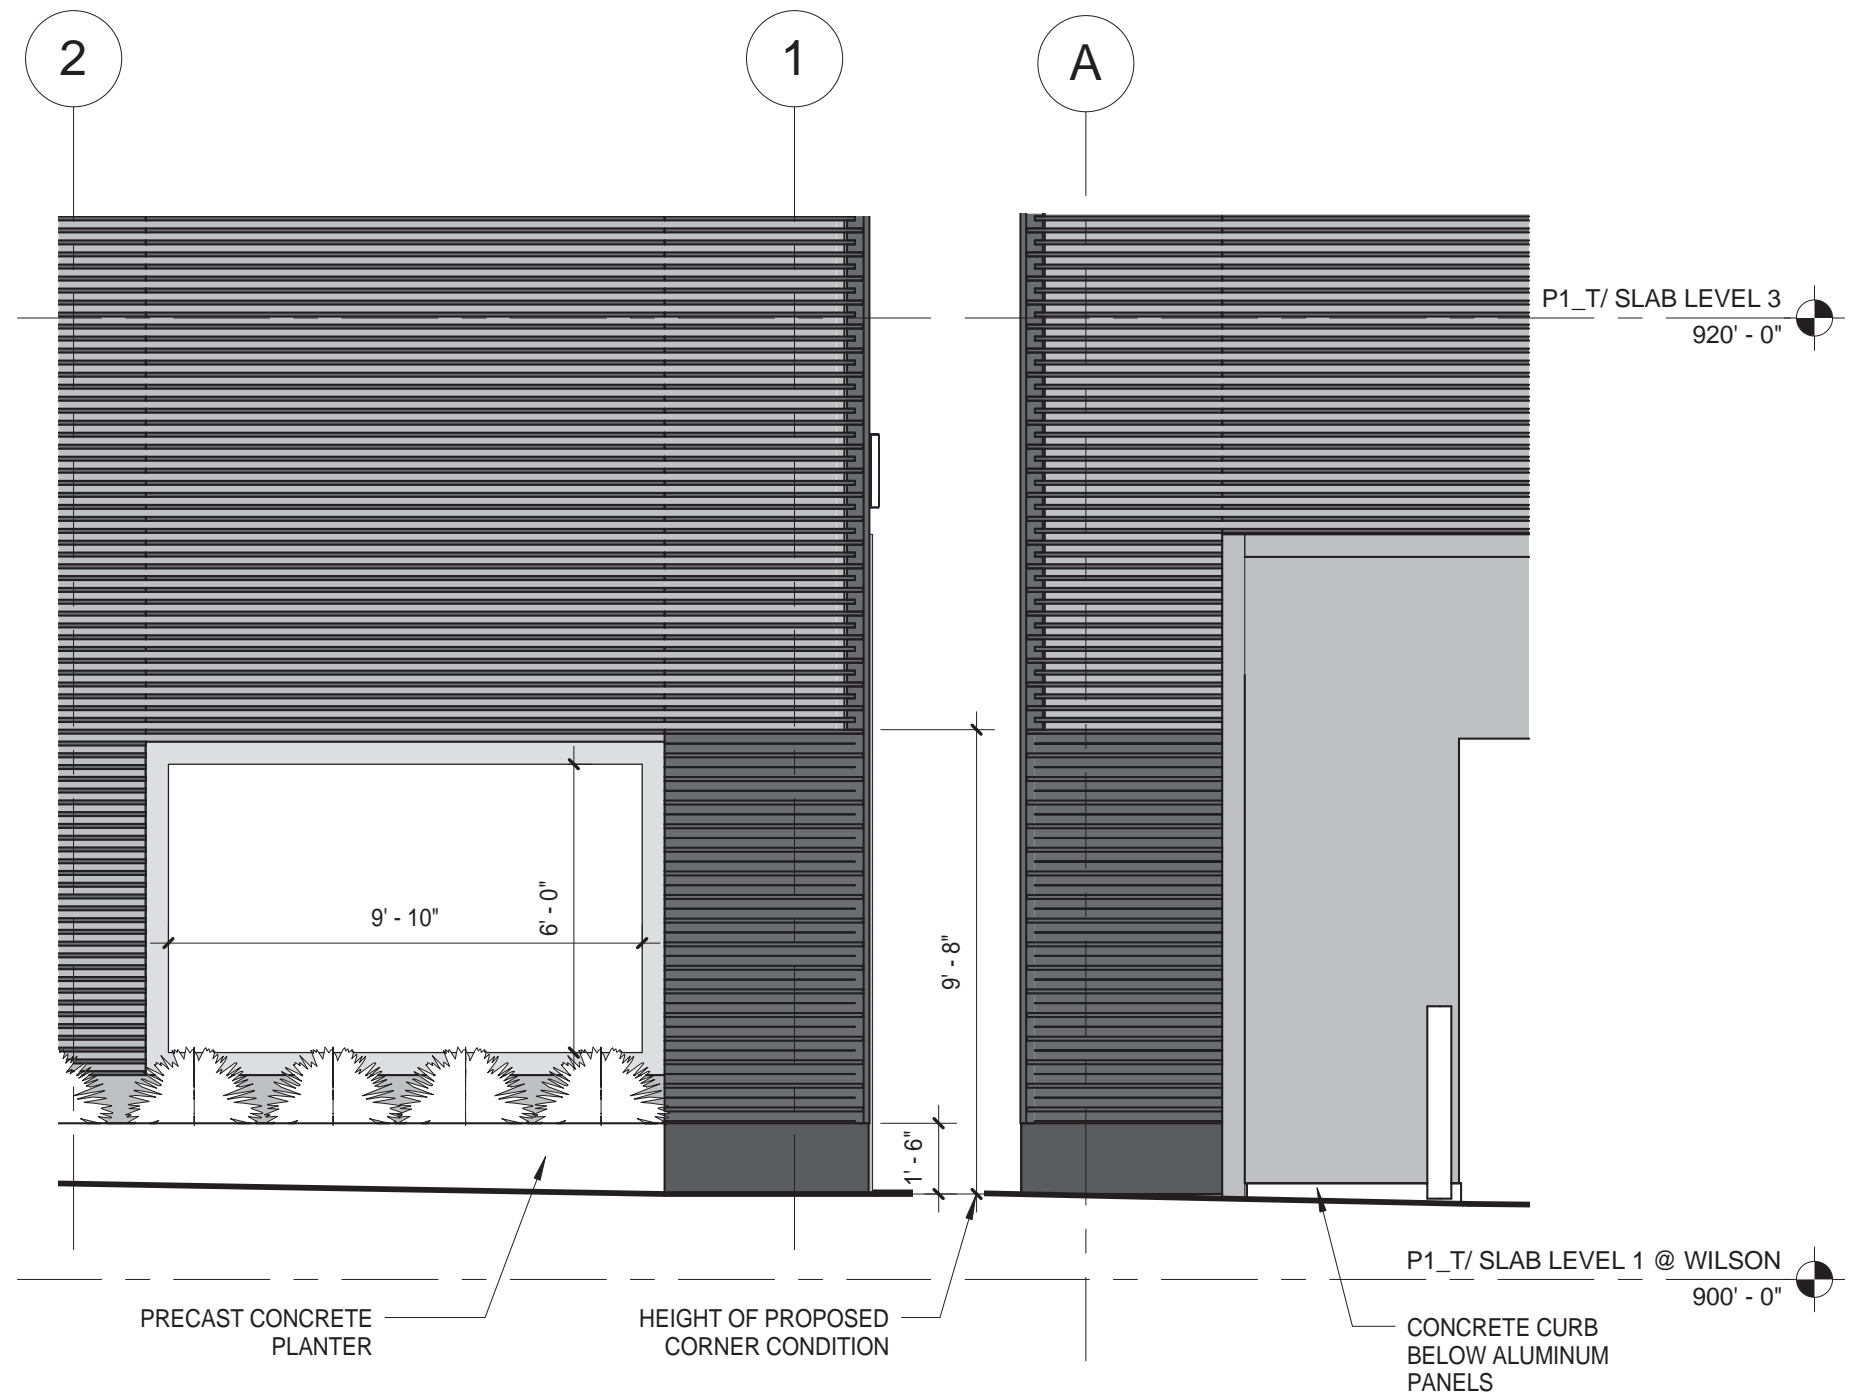 2
1
A
P1_T/ SLAB LEVEL 3
920' - 0"
9' - 10"
6' - 0"
9' - 8"
1' - 6"
P1_T/ SLAB LEVEL 1 @ WILSON
900' - 0"
PRECAST CONCRETE
PLANTER
HEIGHT OF PROPOSED
CORNER CONDITION
CONCRETE CURB
BELOW ALUMINUM
PANELS